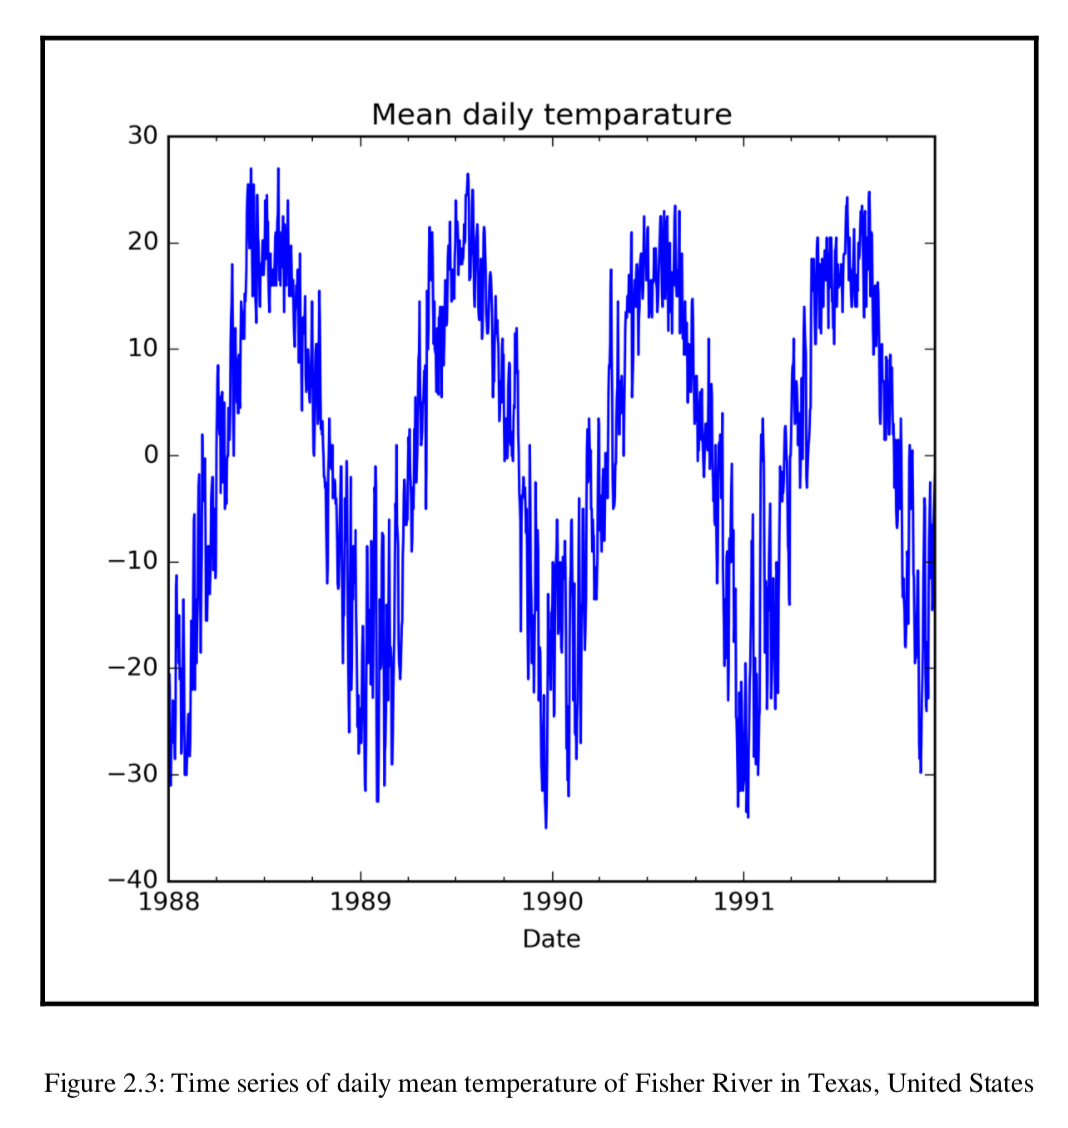 Mean daily temparature
30
20
10
0
−10
−20
−30
−40
1988 1989 1990 1991
Date
Figure 2.3: Time series of daily mean temperature of Fisher River in Texas, United States